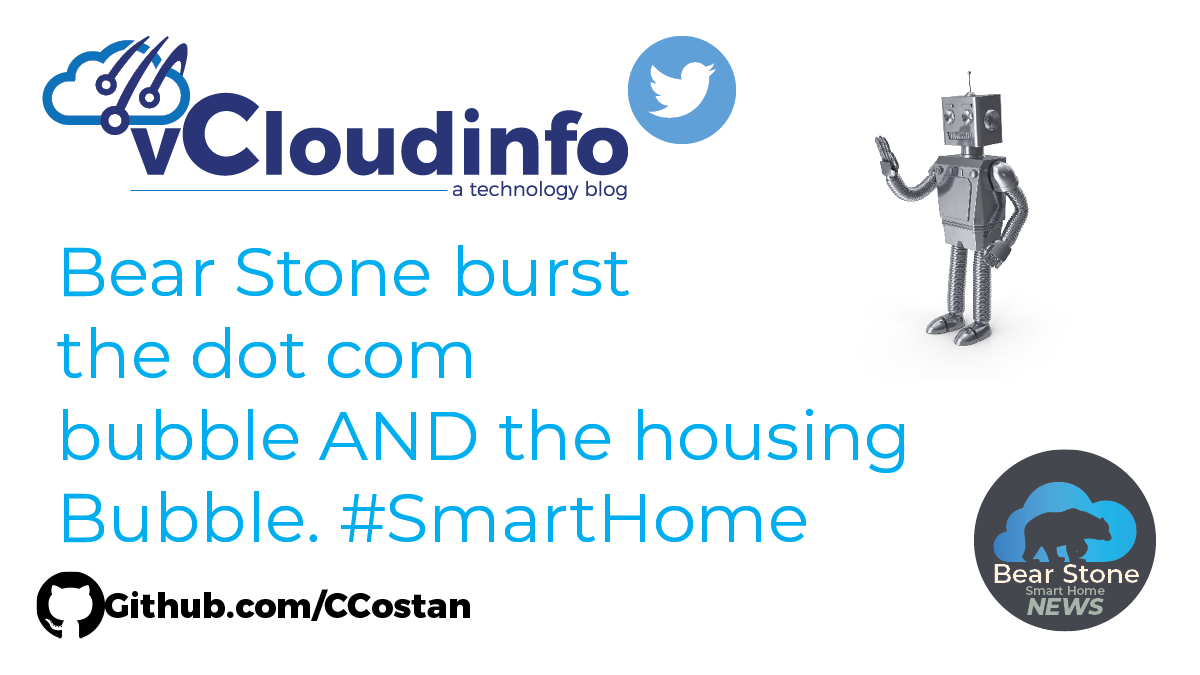 vCloudinfo
a technology blog
Bear Stone burst
the dot com
bubble AND the housing
Bubble. #SmartHome
Github.com/CCostan
Bear Stone
Smart Home
NEWS